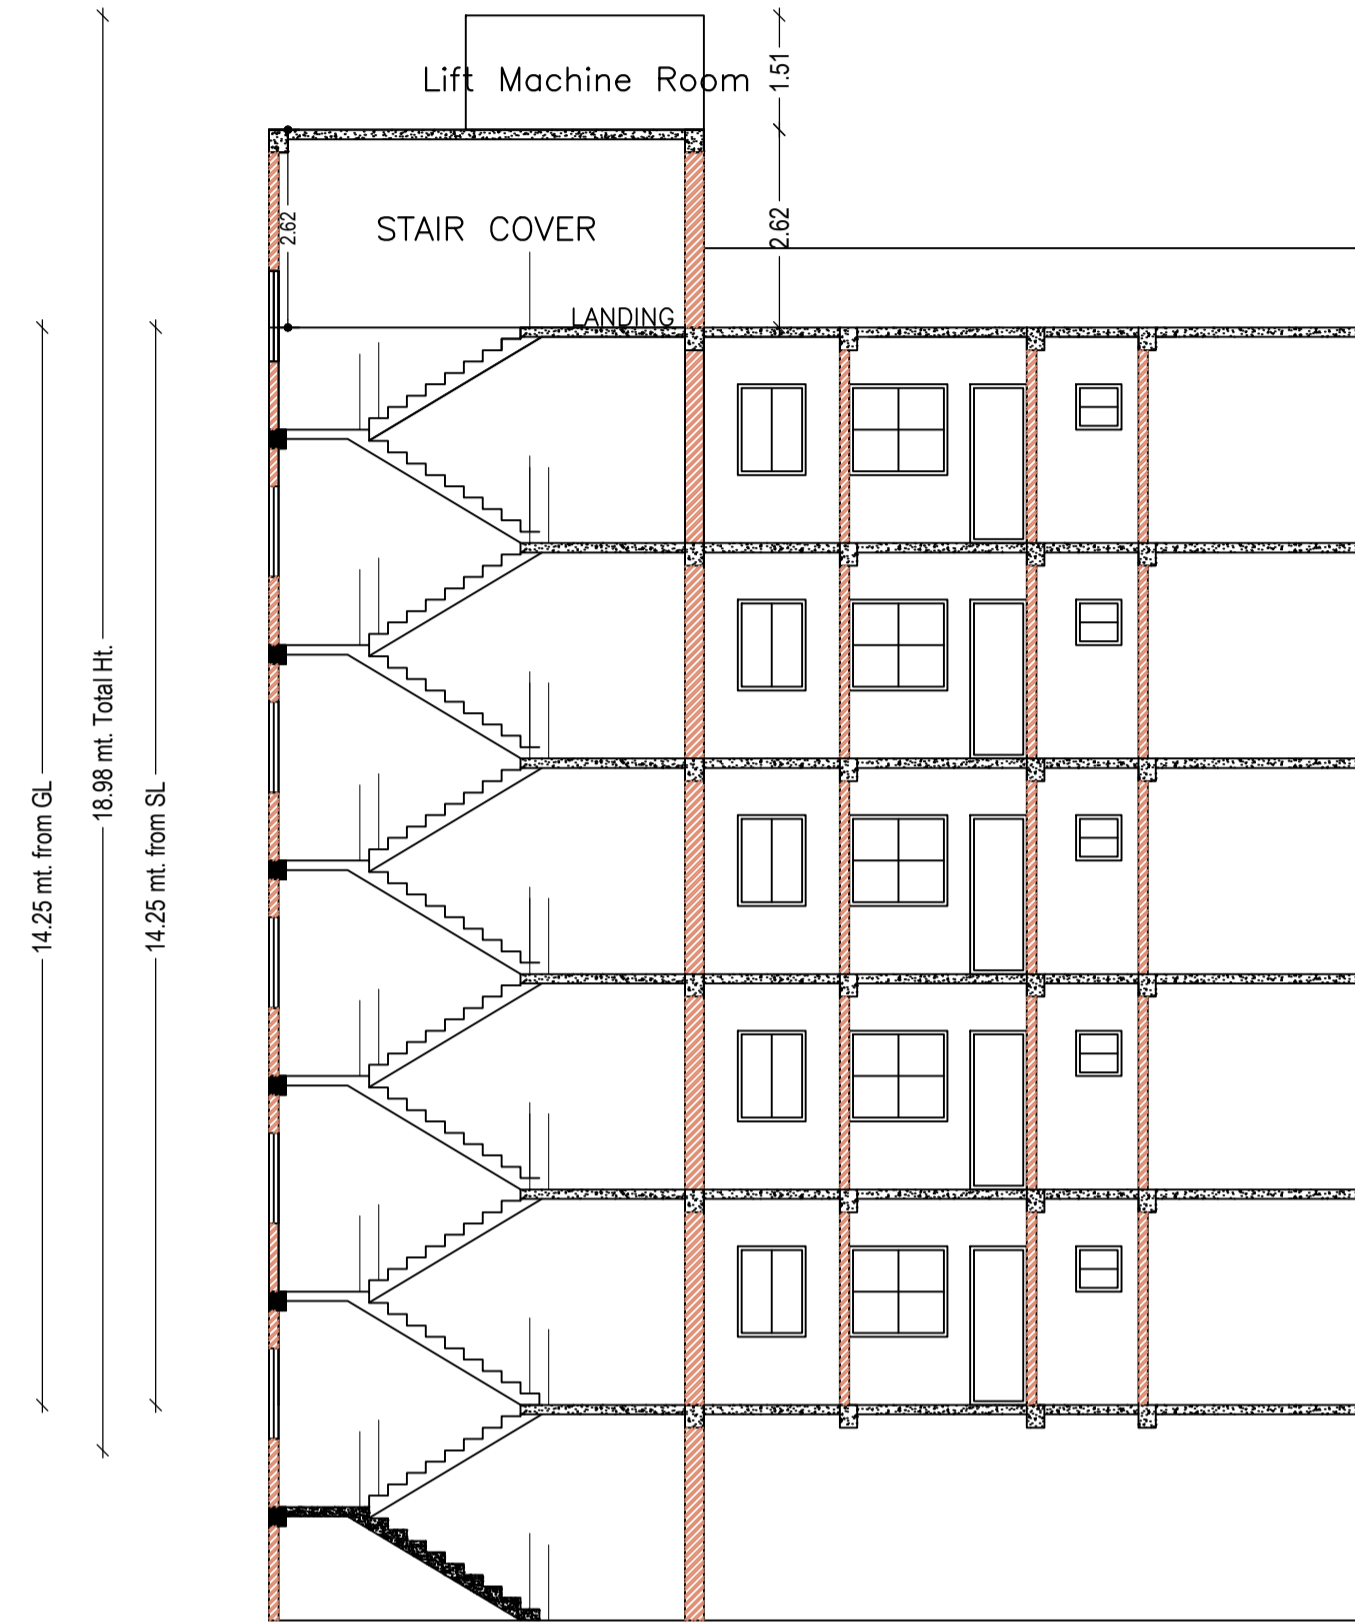 Lift Machine Room
1.51
2.62
STAIR COVER
2.62
LANDING
18.98 mt. Total Ht.
14.25 mt. from GL
14.25 mt. from SL